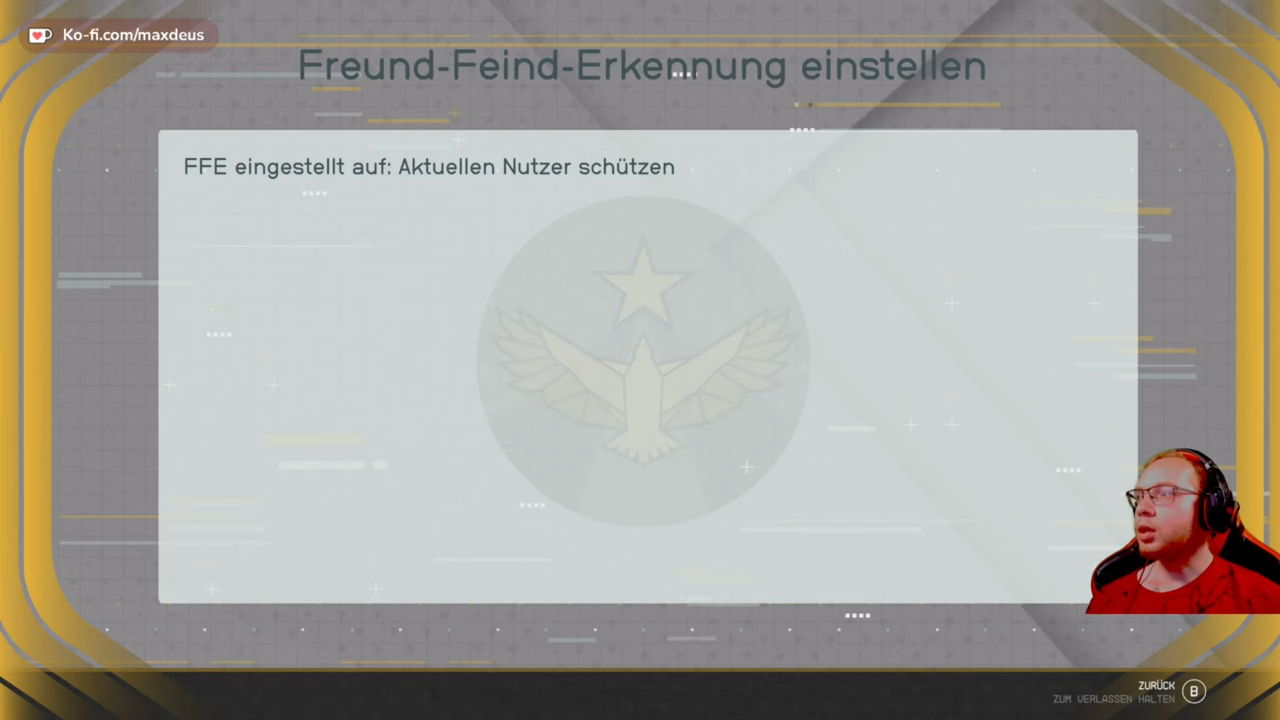 Ko-fi.com/maxdeus
Freund-Feind-Erkennung einstellen
FFE eingestellt auf: Aktuellen Nutzer schützen
ZURÜCK
ZUM VERLASSEN HALTEN
B